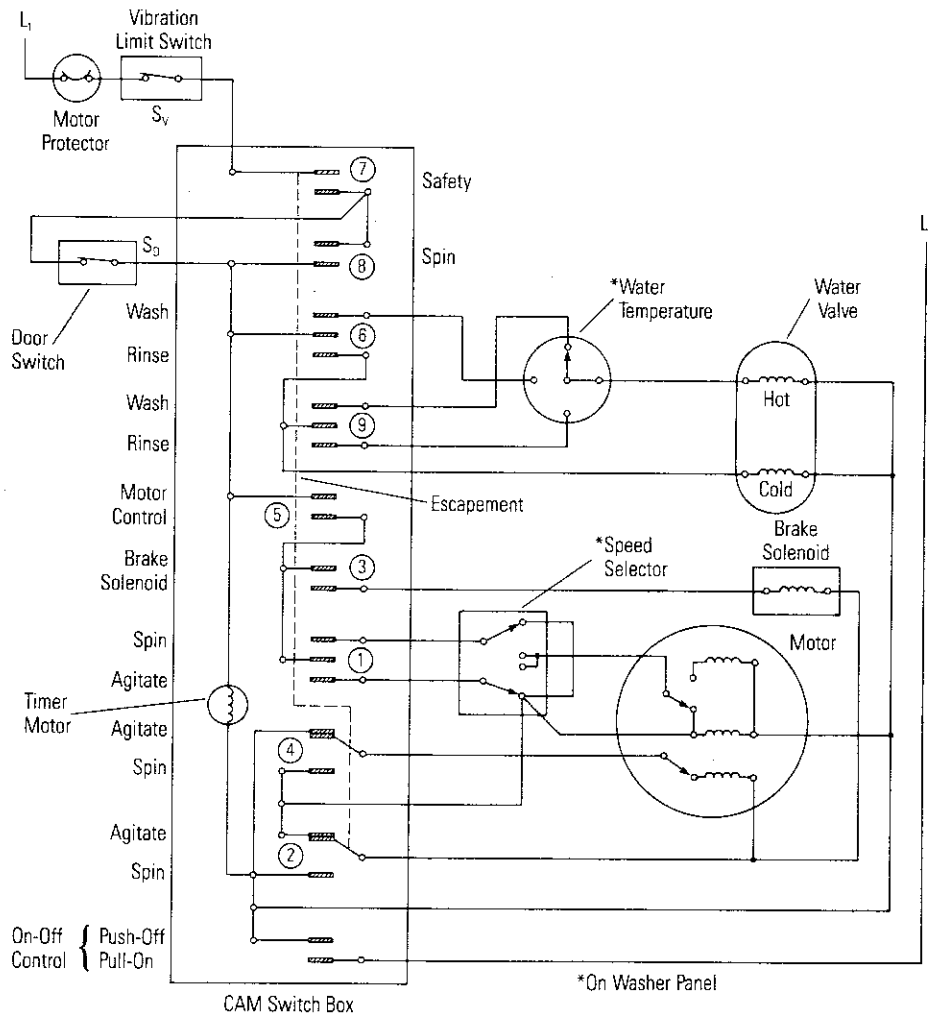 L₁
Vibration
Limit Switch
Motor
Protector
Sᵥ
7
Safety
S_D
8
Spin
Door
Switch
L
Wash
6
Rinse
*Water
Temperature
Water
Valve
Hot
Wash
9
Rinse
Cold
Motor
Control
5
Escapement
Brake
Solenoid
3
*Speed
Selector
Brake
Solenoid
Spin
1
Agitate
Motor
Timer
Motor
Agitate
4
Spin
Agitate
2
Spin
On-Off
Control
{
Push-Off
Pull-On
*On Washer Panel
CAM Switch Box